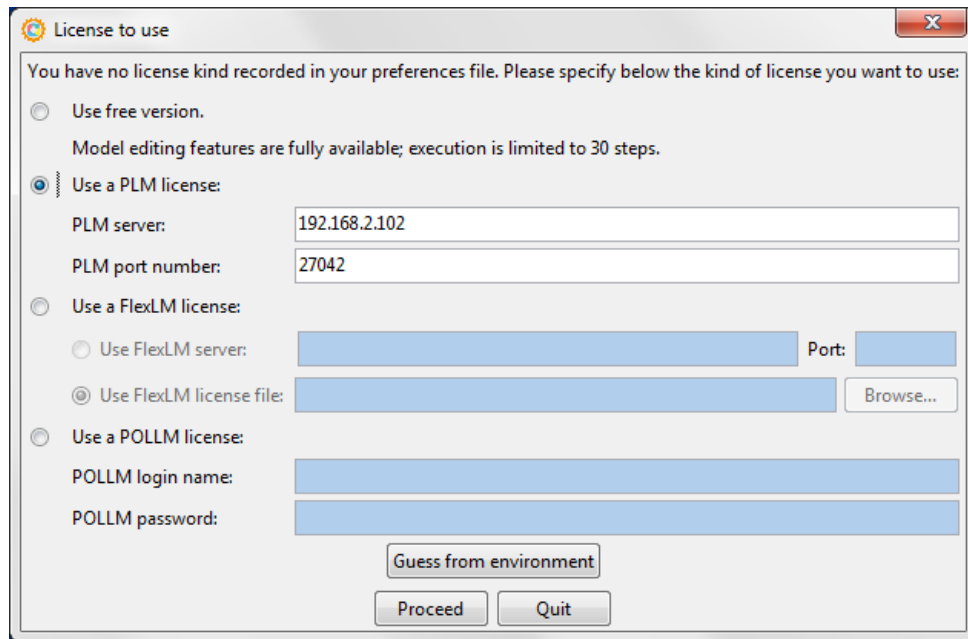 License to use
You have no license kind recorded in your preferences file. Please specify below the kind of license you want to use:
Use free version.
Model editing features are fully available; execution is limited to 30 steps.
Use a PLM license:
PLM server: 192.168.2.102
PLM port number: 27042
Use a FlexLM license:
Use FlexLM server: Port:
Use FlexLM license file: Browse...
Use a POLLM license:
POLLM login name:
POLLM password:
Guess from environment
Proceed Quit